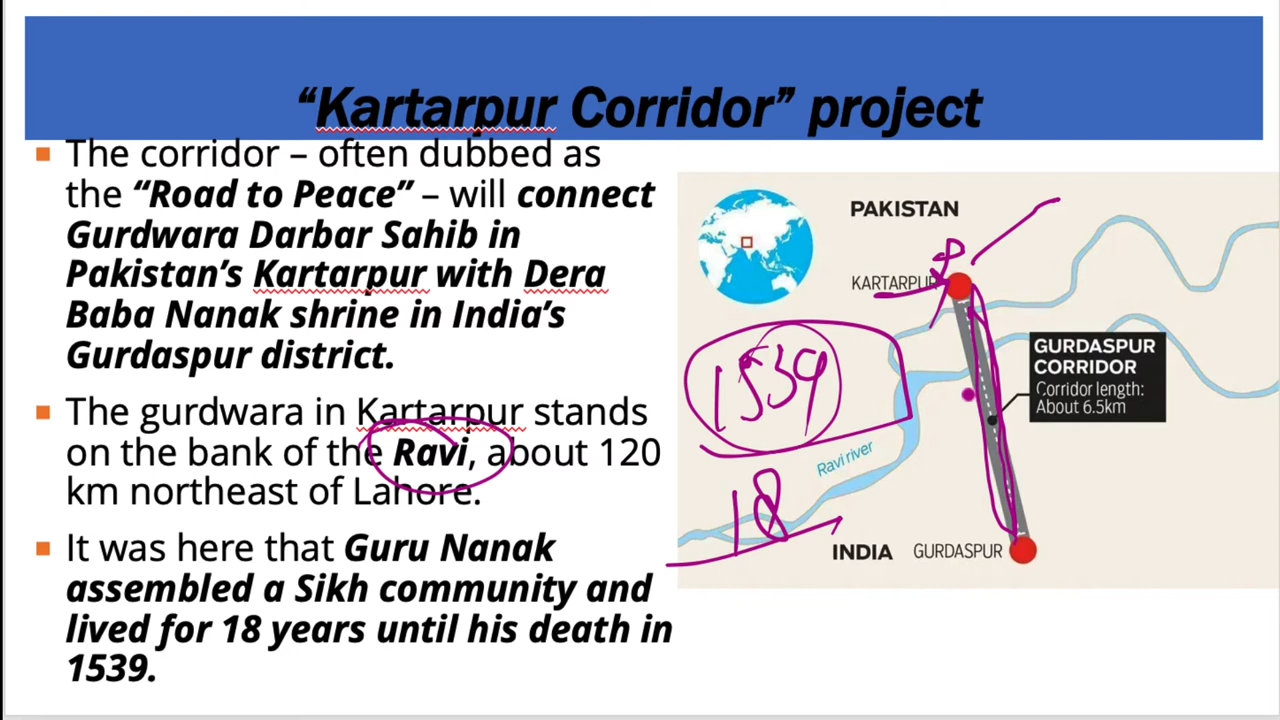 “Kartarpur Corridor” project
The corridor – often dubbed as
the “Road to Peace” – will connect
Gurdwara Darbar Sahib in
Pakistan’s Kartarpur with Dera
Baba Nanak shrine in India’s
Gurdaspur district.
The gurdwara in Kartarpur stands
on the bank of the Ravi, about 120
km northeast of Lahore.
It was here that Guru Nanak
assembled a Sikh community and
lived for 18 years until his death in
1539.
PAKISTAN
KARTARPUR
1539
GURDASPUR
CORRIDOR
Corridor length:
About 6.5km
Ravi river
18
INDIA GURDASPUR